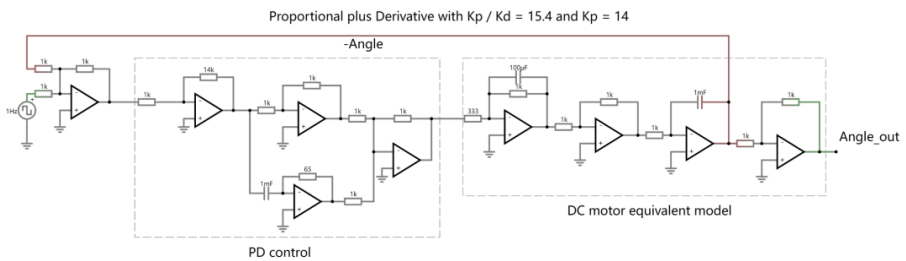 Proportional plus Derivative with Kp / Kd = 15.4 and Kp = 14
-Angle
1k
1k
1k
1Hz
1k
14k
1k
1k
1k
1k
1mF
65
1k
333
100μF
1k
1k
1k
1k
1mF
1k
1k
Angle_out
PD control
DC motor equivalent model